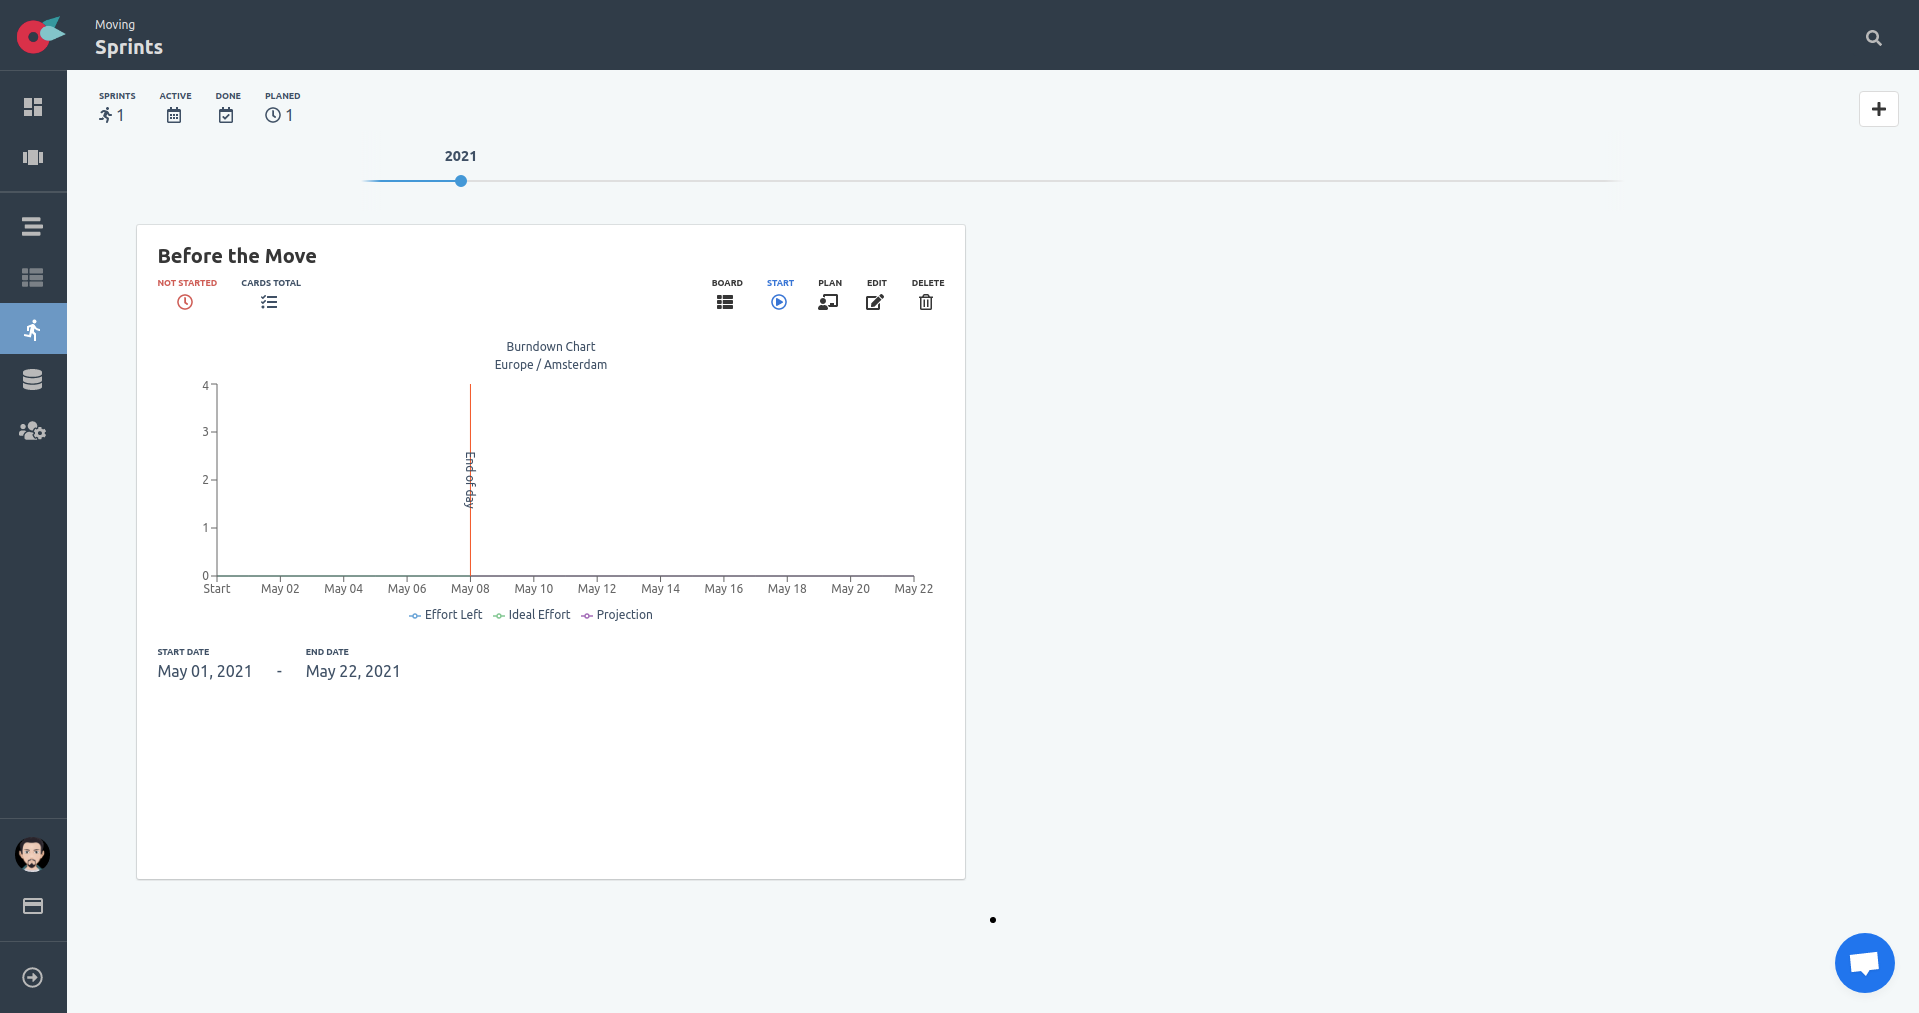 Moving
Sprints
SPRINTS ACTIVE DONE PLANED
1 1
2021
Before the Move
NOT STARTED CARDS TOTAL BOARD START PLAN EDIT DELETE
Burndown Chart
Europe / Amsterdam
4
3
2
1
0
End of day
Start May 02 May 04 May 06 May 08 May 10 May 12 May 14 May 16 May 18 May 20 May 22
Effort Left Ideal Effort Projection
START DATE END DATE
May 01, 2021 - May 22, 2021